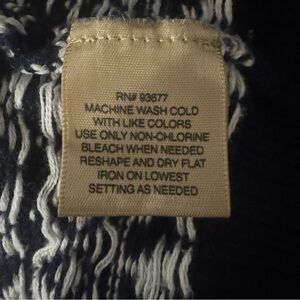 RN# 93677
MACHINE WASH COLD
WITH LIKE COLORS
USE ONLY NON-CHLORINE
BLEACH WHEN NEEDED
RESHAPE AND DRY FLAT
IRON ON LOWEST
SETTING AS NEEDED